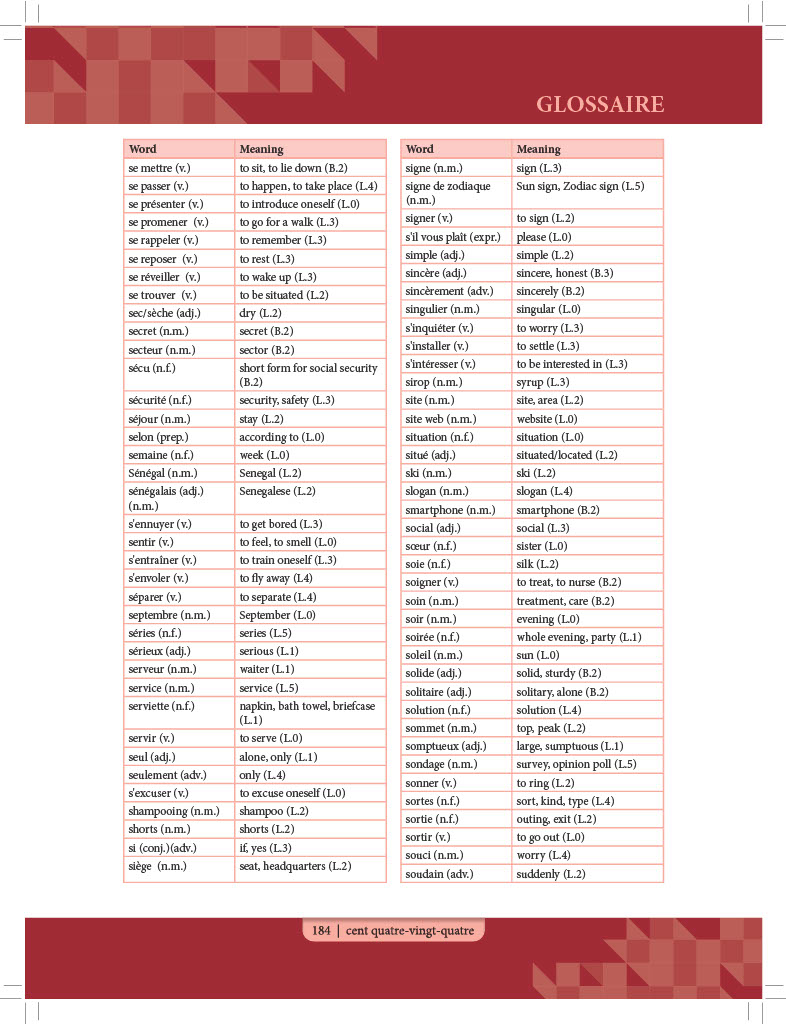 GLOSSAIRE
Word Meaning
se mettre (v.) to sit, to lie down (B.2)
se passer (v.) to happen, to take place (L.4)
se présenter (v.) to introduce oneself (L.0)
se promener (v.) to go for a walk (L.3)
se rappeler (v.) to remember (L.3)
se reposer (v.) to rest (L.3)
se réveiller (v.) to wake up (L.3)
se trouver (v.) to be situated (L.2)
sec/sèche (adj.) dry (L.2)
secret (n.m.) secret (B.2)
secteur (n.m.) sector (B.2)
sécu (n.f.) short form for social security
(B.2)
sécurité (n.f.) security, safety (L.3)
séjour (n.m.) stay (L.2)
selon (prep.) according to (L.0)
semaine (n.f.) week (L.0)
Sénégal (n.m.) Senegal (L.2)
sénégalais (adj.) Senegalese (L.2)
(n.m.)
s'ennuyer (v.) to get bored (L.3)
sentir (v.) to feel, to smell (L.0)
s'entraîner (v.) to train oneself (L.3)
s'envoler (v.) to fly away (L4)
séparer (v.) to separate (L.4)
septembre (n.m.) September (L.0)
séries (n.f.) series (L.5)
sérieux (adj.) serious (L.1)
serveur (n.m.) waiter (L.1)
service (n.m.) service (L.5)
serviette (n.f.) napkin, bath towel, briefcase
(L.1)
servir (v.) to serve (L.0)
seul (adj.) alone, only (L.1)
seulement (adv.) only (L.4)
s'excuser (v.) to excuse oneself (L.0)
shampooing (n.m.) shampoo (L.2)
shorts (n.m.) shorts (L.2)
si (conj.)(adv.) if, yes (L.3)
siège (n.m.) seat, headquarters (L.2)
Word Meaning
signe (n.m.) sign (L.3)
signe de zodiaque Sun sign, Zodiac sign (L.5)
(n.m.)
signer (v.) to sign (L.2)
s'il vous plaît (expr.) please (L.0)
simple (adj.) simple (L.2)
sincère (adj.) sincere, honest (B.3)
sincèrement (adv.) sincerely (B.2)
singulier (n.m.) singular (L.0)
s'inquiéter (v.) to worry (L.3)
s'installer (v.) to settle (L.3)
s'intéresser (v.) to be interested in (L.3)
sirop (n.m.) syrup (L.3)
site (n.m.) site, area (L.2)
site web (n.m.) website (L.0)
situation (n.f.) situation (L.0)
situé (adj.) situated/located (L.2)
ski (n.m.) ski (L.2)
slogan (n.m.) slogan (L.4)
smartphone (n.m.) smartphone (B.2)
social (adj.) social (L.3)
sœur (n.f.) sister (L.0)
soie (n.f.) silk (L.2)
soigner (v.) to treat, to nurse (B.2)
soin (n.m.) treatment, care (B.2)
soir (n.m.) evening (L.0)
soirée (n.f.) whole evening, party (L.1)
soleil (n.m.) sun (L.0)
solide (adj.) solid, sturdy (B.2)
solitaire (adj.) solitary, alone (B.2)
solution (n.f.) solution (L.4)
sommet (n.m.) top, peak (L.2)
somptueux (adj.) large, sumptuous (L.1)
sondage (n.m.) survey, opinion poll (L.5)
sonner (v.) to ring (L.2)
sortes (n.f.) sort, kind, type (L.4)
sortie (n.f.) outing, exit (L.2)
sortir (v.) to go out (L.0)
souci (n.m.) worry (L.4)
soudain (adv.) suddenly (L.2)
184 | cent quatre-vingt-quatre